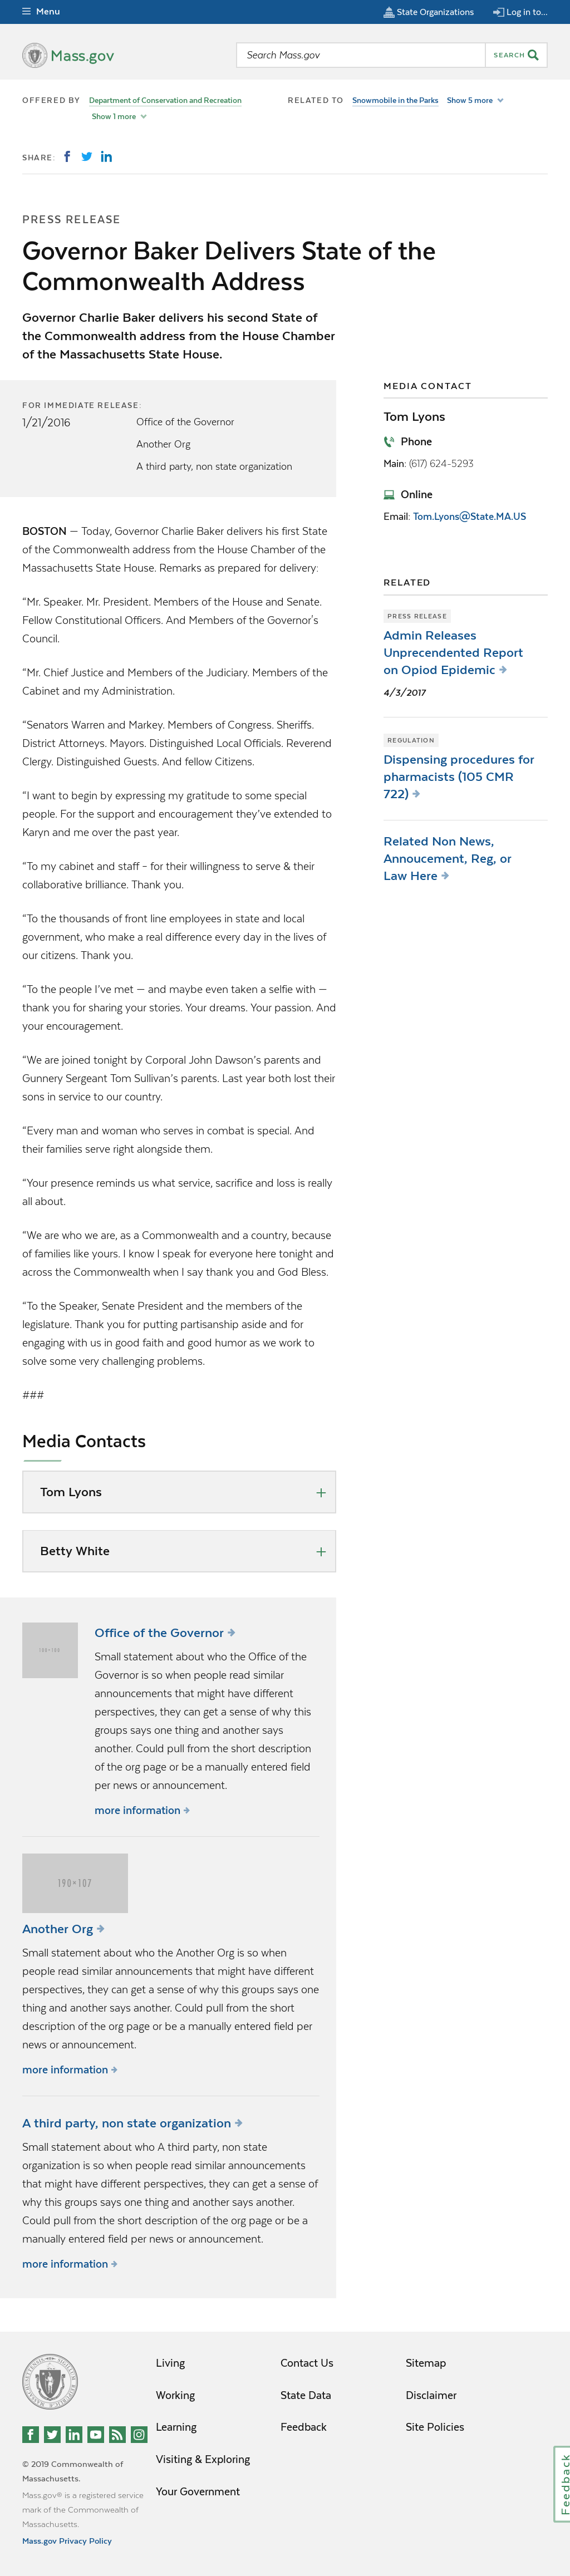 Menu
State Organizations
Log in to...
Mass.gov
Search Mass.gov
SEARCH
OFFERED BY Department of Conservation and Recreation
Show 1 more
RELATED TO Snowmobile in the Parks Show 5 more
SHARE:
PRESS RELEASE
Governor Baker Delivers State of the
Commonwealth Address
Governor Charlie Baker delivers his second State of
the Commonwealth address from the House Chamber
of the Massachusetts State House.
FOR IMMEDIATE RELEASE:
1/21/2016
Office of the Governor
Another Org
A third party, non state organization
MEDIA CONTACT
Tom Lyons
Phone
Main: (617) 624-5293
Online
Email: Tom.Lyons@State.MA.US
RELATED
PRESS RELEASE
Admin Releases
Unprecendented Report
on Opiod Epidemic
4/3/2017
REGULATION
Dispensing procedures for
pharmacists (105 CMR
722)
Related Non News,
Annoucement, Reg, or
Law Here
BOSTON — Today, Governor Charlie Baker delivers his first State
of the Commonwealth address from the House Chamber of the
Massachusetts State House. Remarks as prepared for delivery:
“Mr. Speaker. Mr. President. Members of the House and Senate.
Fellow Constitutional Officers. And Members of the Governor's
Council.
“Mr. Chief Justice and Members of the Judiciary. Members of the
Cabinet and my Administration.
“Senators Warren and Markey. Members of Congress. Sheriffs.
District Attorneys. Mayors. Distinguished Local Officials. Reverend
Clergy. Distinguished Guests. And fellow Citizens.
“I want to begin by expressing my gratitude to some special
people. For the support and encouragement they’ve extended to
Karyn and me over the past year.
“To my cabinet and staff – for their willingness to serve & their
collaborative brilliance. Thank you.
“To the thousands of front line employees in state and local
government, who make a real difference every day in the lives of
our citizens. Thank you.
“To the people I’ve met — and maybe even taken a selfie with —
thank you for sharing your stories. Your dreams. Your passion. And
your encouragement.
“We are joined tonight by Corporal John Dawson’s parents and
Gunnery Sergeant Tom Sullivan’s parents. Last year both lost their
sons in service to our country.
“Every man and woman who serves in combat is special. And
their families serve right alongside them.
“Your presence reminds us what service, sacrifice and loss is really
all about.
“We are who we are, as a Commonwealth and a country, because
of families like yours. I know I speak for everyone here tonight and
across the Commonwealth when I say thank you and God Bless.
“To the Speaker, Senate President and the members of the
legislature. Thank you for putting partisanship aside and for
engaging with us in good faith and good humor as we work to
solve some very challenging problems.
###
Media Contacts
Tom Lyons
Betty White
100×100
Office of the Governor
Small statement about who the Office of the
Governor is so when people read similar
announcements that might have different
perspectives, they can get a sense of why this
groups says one thing and another says
another. Could pull from the short description
of the org page or be a manually entered field
per news or announcement.
more information
190×107
Another Org
Small statement about who the Another Org is so when
people read similar announcements that might have different
perspectives, they can get a sense of why this groups says one
thing and another says another. Could pull from the short
description of the org page or be a manually entered field per
news or announcement.
more information
A third party, non state organization
Small statement about who A third party, non state
organization is so when people read similar announcements
that might have different perspectives, they can get a sense of
why this groups says one thing and another says another.
Could pull from the short description of the org page or be a
manually entered field per news or announcement.
more information
Living
Working
Learning
Visiting & Exploring
Your Government
Contact Us
State Data
Feedback
Sitemap
Disclaimer
Site Policies
© 2019 Commonwealth of
Massachusetts.
Mass.gov® is a registered service
mark of the Commonwealth of
Massachusetts.
Mass.gov Privacy Policy
Feedback